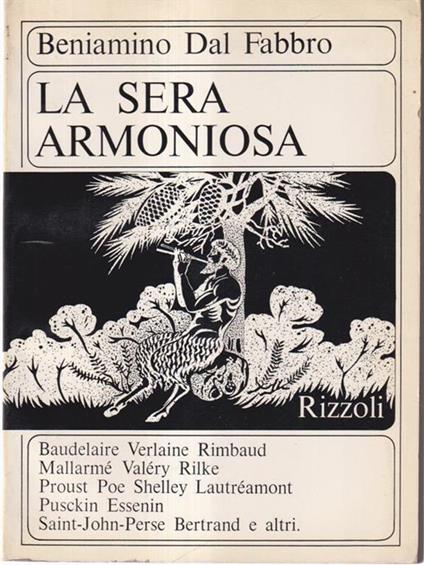 Beniamino Dal Fabbro
LA SERA
ARMONIOSA
Rizzoli
Baudelaire Verlaine Rimbaud
Mallarmé Valéry Rilke
Proust Poe Shelley Lautréamont
Pusckin Essenin
Saint-John-Perse Bertrand e altri.